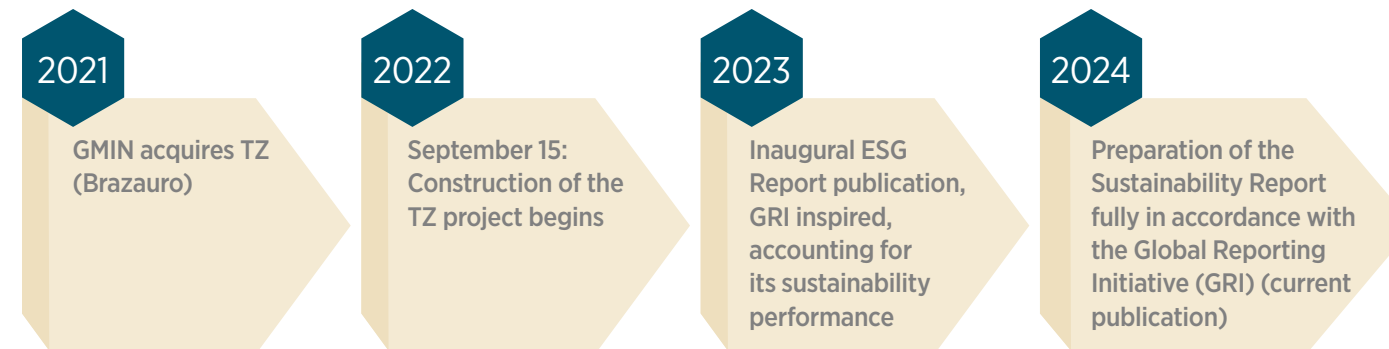 2021
GMIN acquires TZ
(Brazauro)
2022
September 15:
Construction of the
TZ project begins
2023
Inaugural ESG
Report publication,
GRI inspired,
accounting for
its sustainability
performance
2024
Preparation of the
Sustainability Report
fully in accordance with
the Global Reporting
Initiative (GRI) (current
publication)